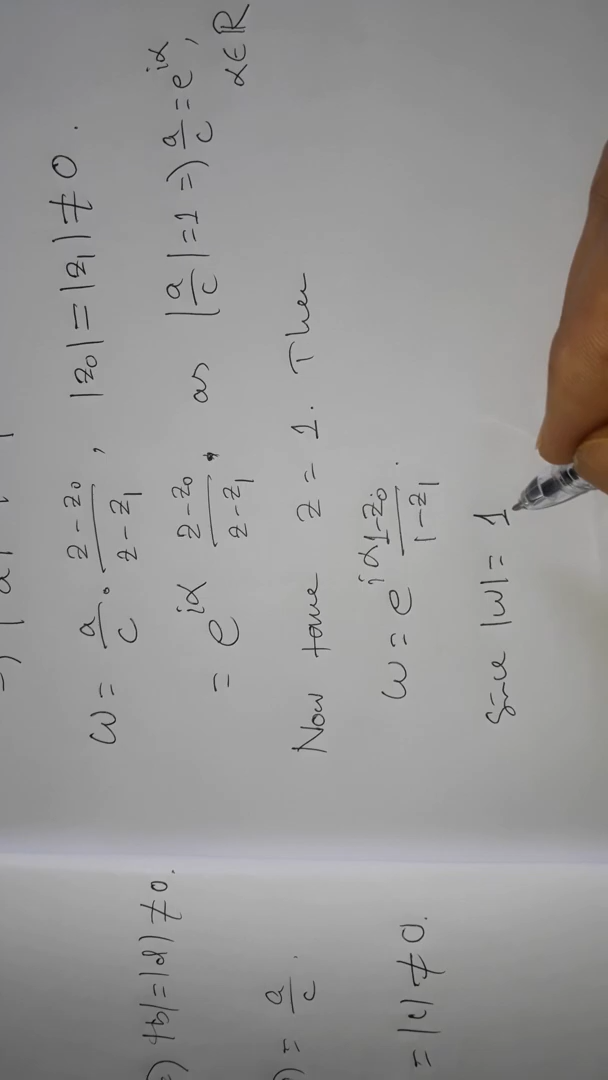 w = a/c · z-z₀/z-z₁ , |z₀| = |z₁| ≠ 0.
= e^{iα} z-z₀/z-z₁ . as |a/c| = 1 => a/c = e^{iα}, α∈ℝ
Now take z = 1. Then
w = e^{iα} 1-z₀/1-z₁ .
Since |w| = 1
|b| = |d| ≠ 0.
= a/c .
= |c| ≠ 0.